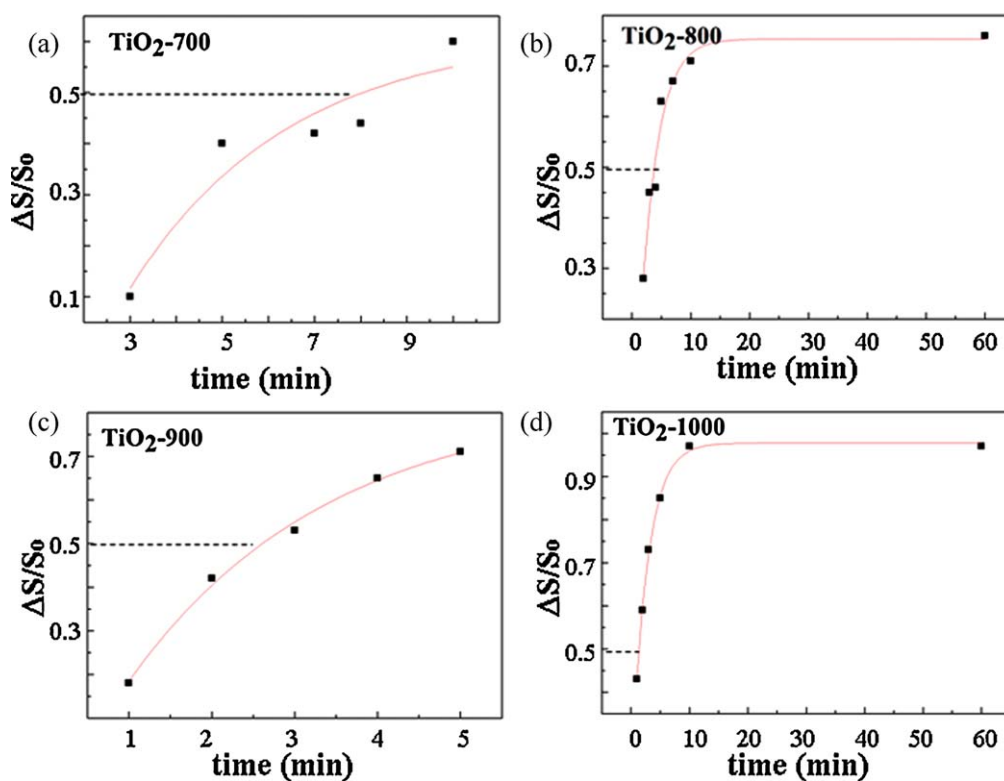 (a)
TiO2-700
ΔS/S0
0.5
0.3
0.1
3 5 7 9
time (min)
(b)
TiO2-800
ΔS/S0
0.7
0.5
0.3
0 10 20 30 40 50 60
time (min)
(c)
TiO2-900
ΔS/S0
0.7
0.5
0.3
1 2 3 4 5
time (min)
(d)
TiO2-1000
ΔS/S0
0.9
0.7
0.5
0 10 20 30 40 50 60
time (min)